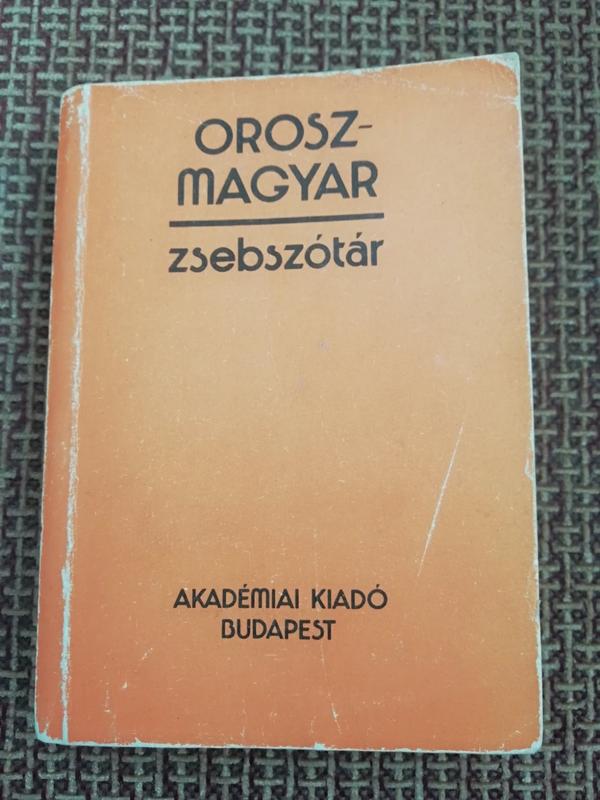 OROSZ-
MAGYAR
zsebszótár
AKADÉMIAI KIADÓ
BUDAPEST